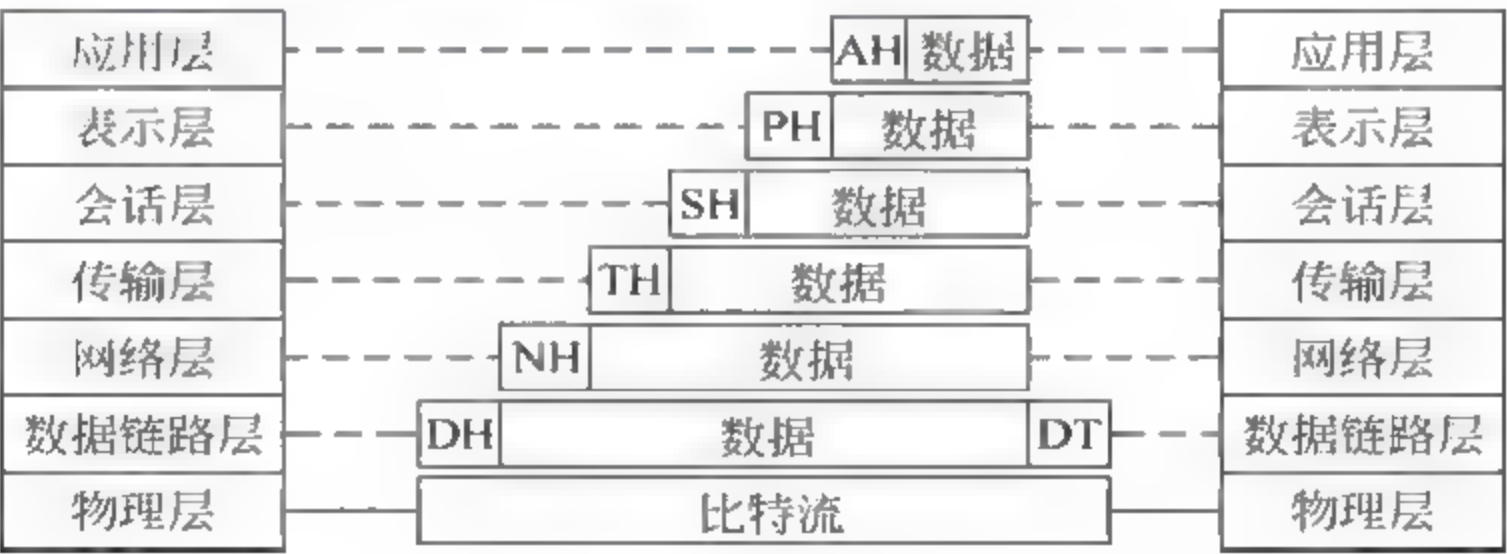 应用层 AH 数据 应用层
表示层 PH 数据 表示层
会话层 SH 数据 会话层
传输层 TH 数据 传输层
网络层 NH 数据 网络层
数据链路层 DH 数据 DT 数据链路层
物理层 比特流 物理层